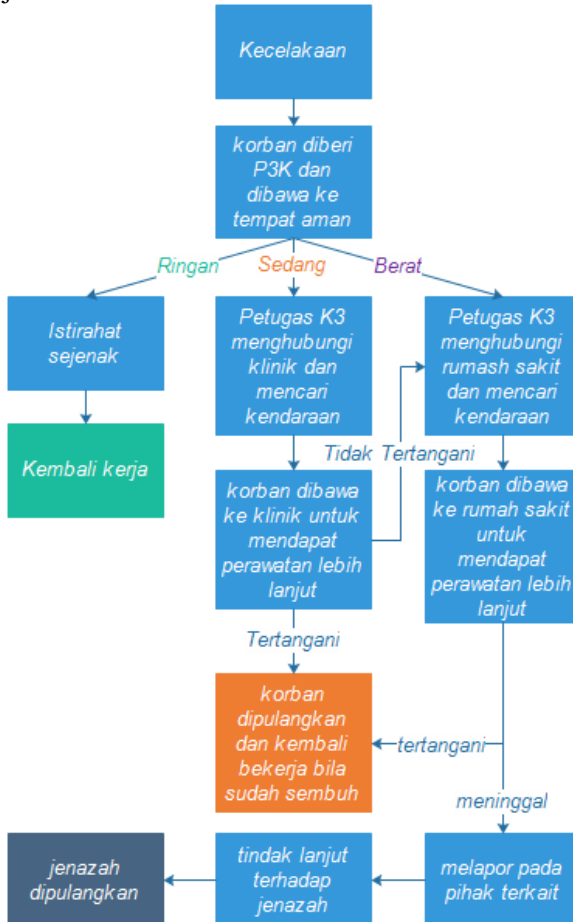 Kecelakaan
korban diberi
P3K dan
dibawa ke
tempat aman
Ringan
Sedang
Berat
Istirahat
sejenak
Petugas K3
menghubungi
klinik dan
mencari
kendaraan
Petugas K3
menghubungi
rumash sakit
dan mencari
kendaraan
Kembali kerja
Tidak Tertangani
korban dibawa
ke klinik untuk
mendapat
perawatan lebih
lanjut
korban dibawa
ke rumah sakit
untuk
mendapat
perawatan lebih
lanjut
Tertangani
korban
dipulangkan
dan kembali
bekerja bila
sudah sembuh
tertangani
meninggal
jenazah
dipulangkan
tindak lanjut
terhadap
jenazah
melapor pada
pihak terkait